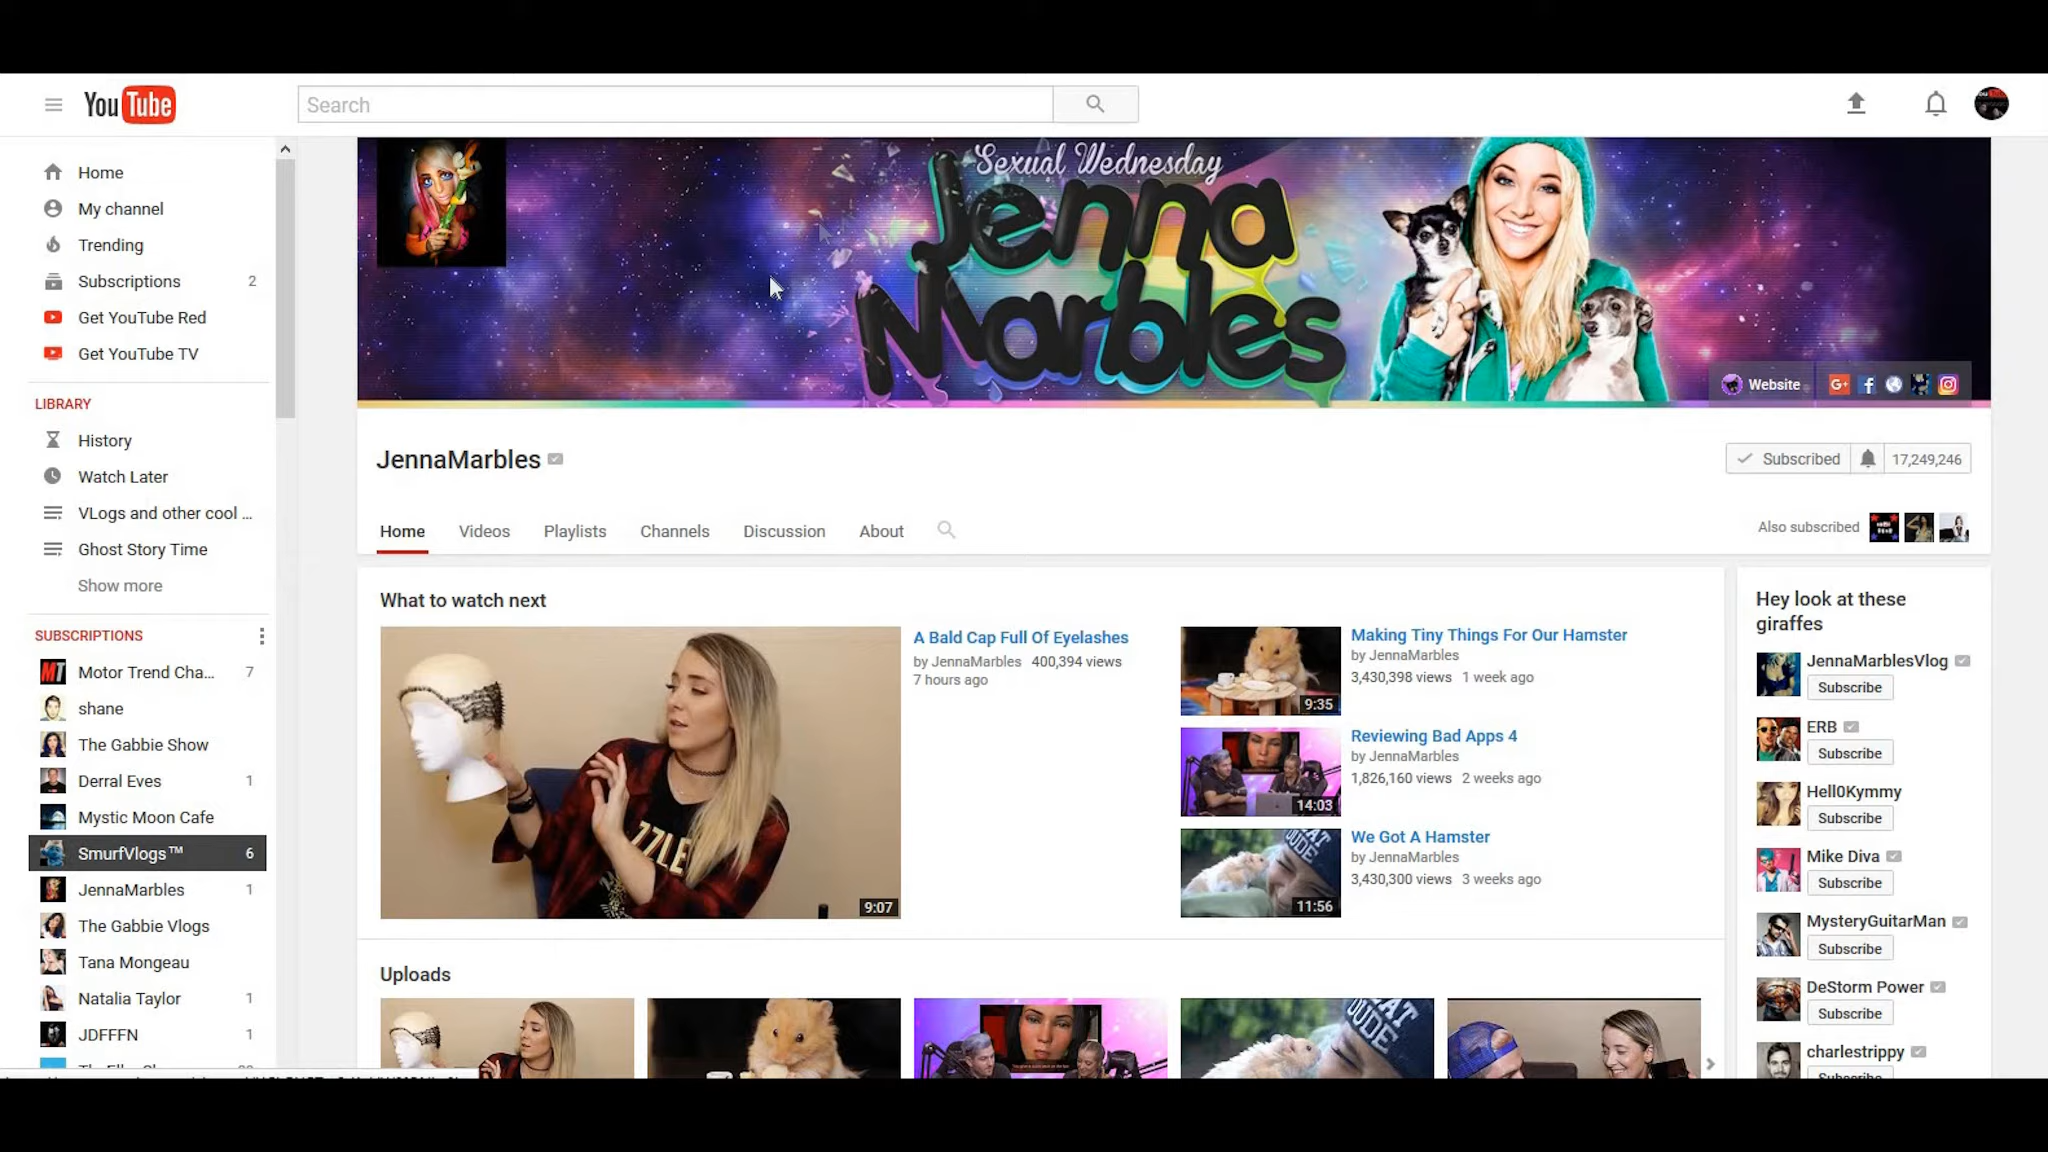 YouTube
Search
Home
My channel
Trending
Subscriptions 2
Get YouTube Red
Get YouTube TV
LIBRARY
History
Watch Later
VLogs and other cool ...
Ghost Story Time
Show more
SUBSCRIPTIONS
Motor Trend Cha... 7
shane
The Gabbie Show
Derral Eves 1
Mystic Moon Cafe
SmurfVlogs™ 6
JennaMarbles 1
The Gabbie Vlogs
Tana Mongeau
Natalia Taylor 1
JDFFFN 1
Sexual Wednesday
Jenna
Marbles
Website
JennaMarbles
Subscribed 17,249,246
Home Videos Playlists Channels Discussion About
Also subscribed
What to watch next
9:07
A Bald Cap Full Of Eyelashes
by JennaMarbles 400,394 views
7 hours ago
9:35
Making Tiny Things For Our Hamster
by JennaMarbles
3,430,398 views 1 week ago
14:03
Reviewing Bad Apps 4
by JennaMarbles
1,826,160 views 2 weeks ago
11:56
We Got A Hamster
by JennaMarbles
3,430,300 views 3 weeks ago
Uploads
Hey look at these
giraffes
JennaMarblesVlog
Subscribe
ERB
Subscribe
Hell0Kymmy
Subscribe
Mike Diva
Subscribe
MysteryGuitarMan
Subscribe
DeStorm Power
Subscribe
charlestrippy
Subscribe